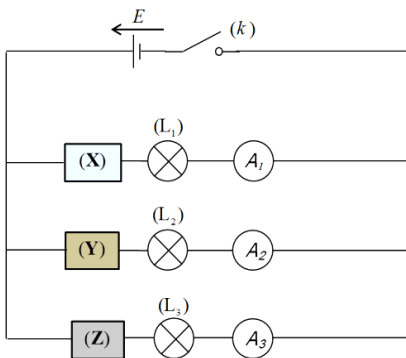 E
(k)
(L₁)
(X) A₁
(L₂)
(Y) A₂
(L₃)
(Z) A₃